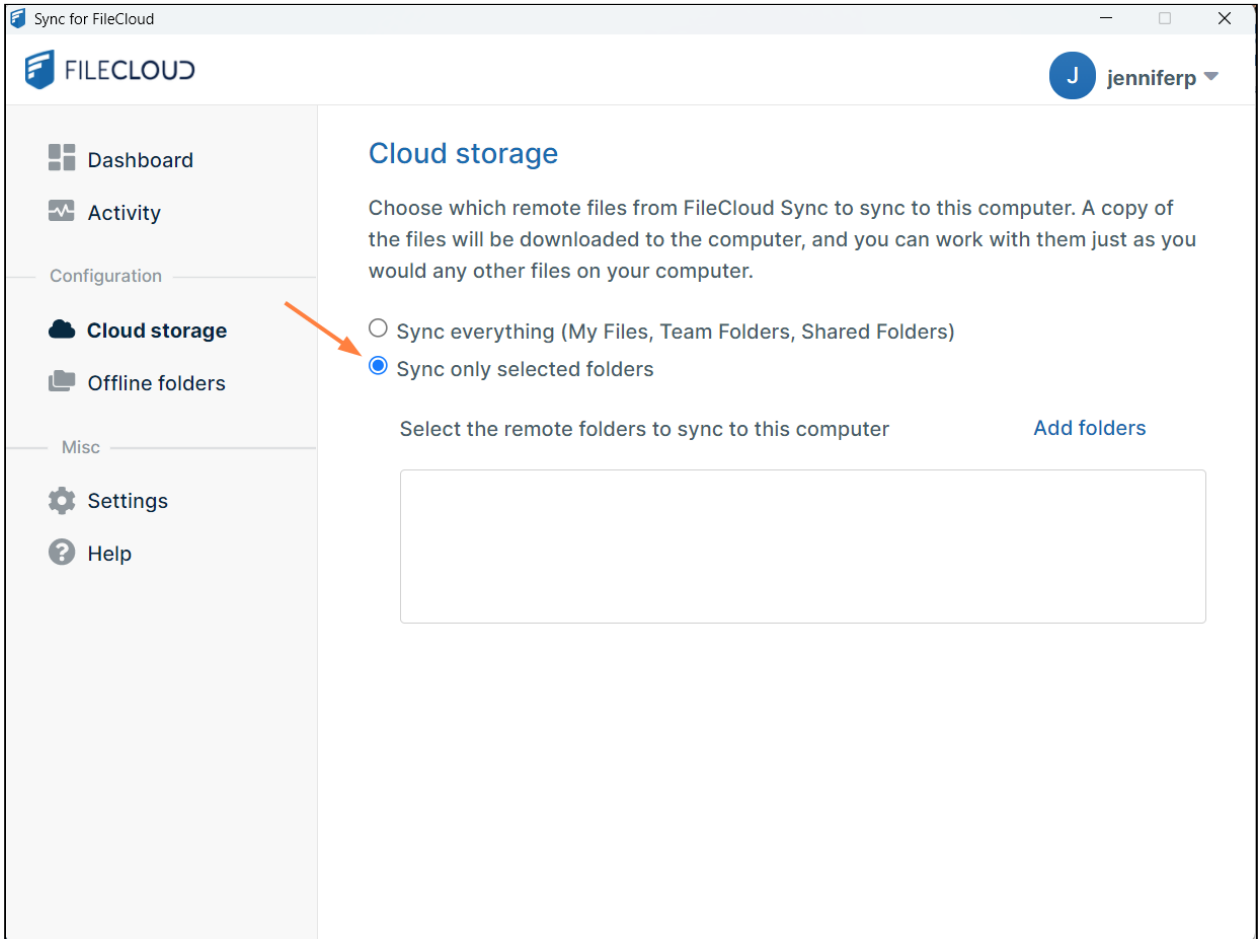 Sync for FileCloud
FILECLOUD
J
jenniferp
Dashboard
Activity
Configuration
Cloud storage
Offline folders
Misc
Settings
Help
Cloud storage
Choose which remote files from FileCloud Sync to sync to this computer. A copy of
the files will be downloaded to the computer, and you can work with them just as you
would any other files on your computer.
Sync everything (My Files, Team Folders, Shared Folders)
Sync only selected folders
Select the remote folders to sync to this computer
Add folders